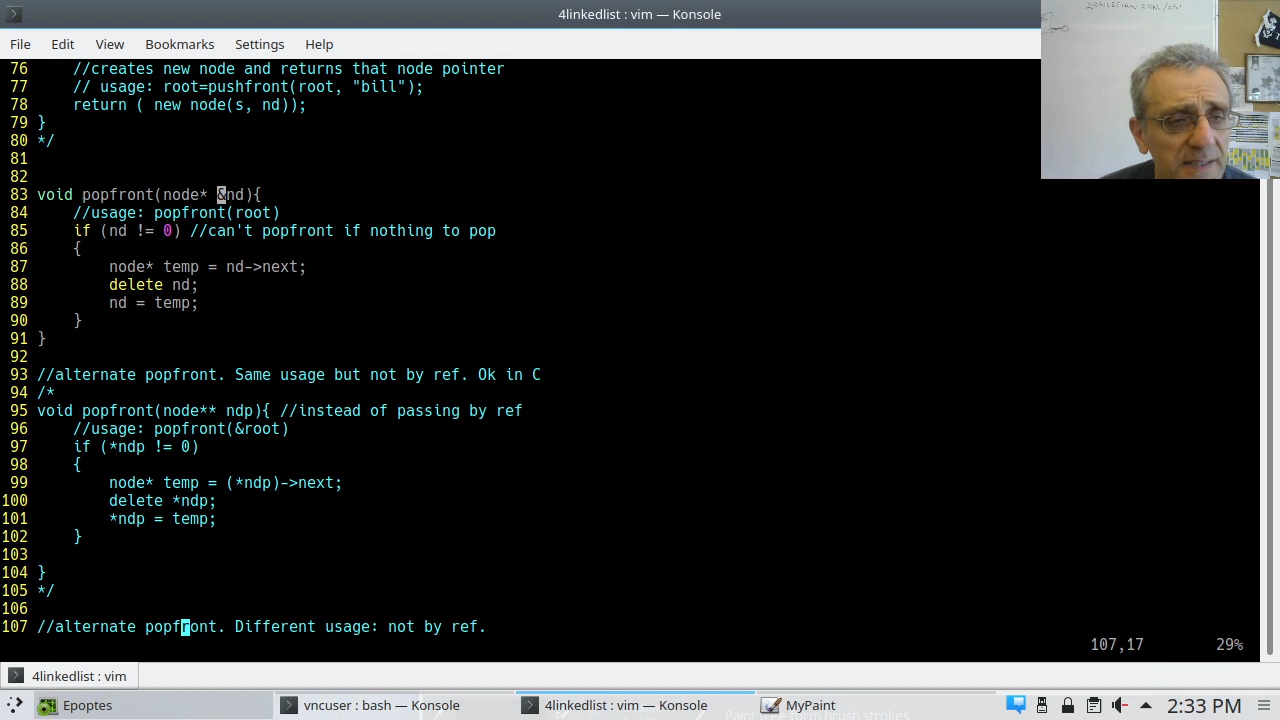 4linkedlist : vim — Konsole
File Edit View Bookmarks Settings Help
76 //creates new node and returns that node pointer
77 // usage: root=pushfront(root, "bill");
78 return ( new node(s, nd));
79 }
80 */
81
82
83 void popfront(node* &nd){
84 //usage: popfront(root)
85 if (nd != 0) //can't popfront if nothing to pop
86 {
87 node* temp = nd->next;
88 delete nd;
89 nd = temp;
90 }
91 }
92
93 //alternate popfront. Same usage but not by ref. Ok in C
94 /*
95 void popfront(node** ndp){ //instead of passing by ref
96 //usage: popfront(&root)
97 if (*ndp != 0)
98 {
99 node* temp = (*ndp)->next;
100 delete *ndp;
101 *ndp = temp;
102 }
103
104 }
105 */
106
107 //alternate popfront. Different usage: not by ref.
107,17 29%
4linkedlist : vim
Epoptes vncuser : bash — Konsole 4linkedlist : vim — Konsole MyPaint 2:33 PM
Paint free-form brush strokes